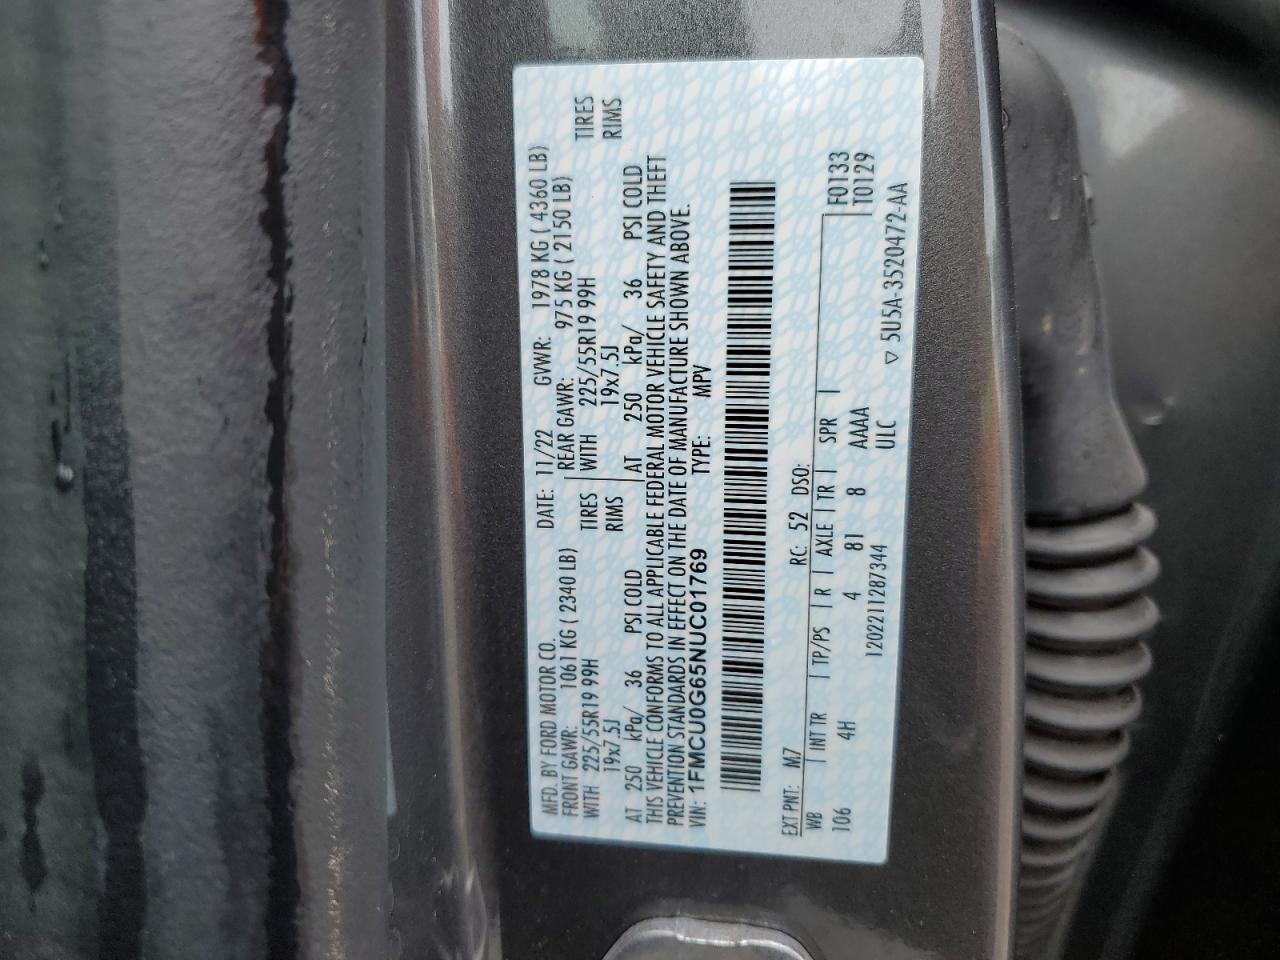 MFD. BY FORD MOTOR CO. DATE: 11/22 GVWR: 1978 KG ( 4360 LB)
FRONT GAWR: 1061 KG ( 2340 LB) REAR GAWR: 975 KG ( 2150 LB)
WITH 225/55R19 99H TIRES WITH 225/55R19 99H TIRES
19x7.5J RIMS 19x7.5J RIMS
AT 250 kPa/ 36 PSI COLD AT 250 kPa/ 36 PSI COLD
THIS VEHICLE CONFORMS TO ALL APPLICABLE FEDERAL MOTOR VEHICLE SAFETY AND THEFT
PREVENTION STANDARDS IN EFFECT ON THE DATE OF MANUFACTURE SHOWN ABOVE.
VIN: 1FMCU0G65NUC01769 TYPE: MPV
EXT PNT: M7 RC: 52 DSO:
WB INT TR TP/PS R AXLE TR SPR F0133
106 4H 4 81 8 AAAA T0129
1202211287344 ULC
▽ 5U5A-3520472-AA